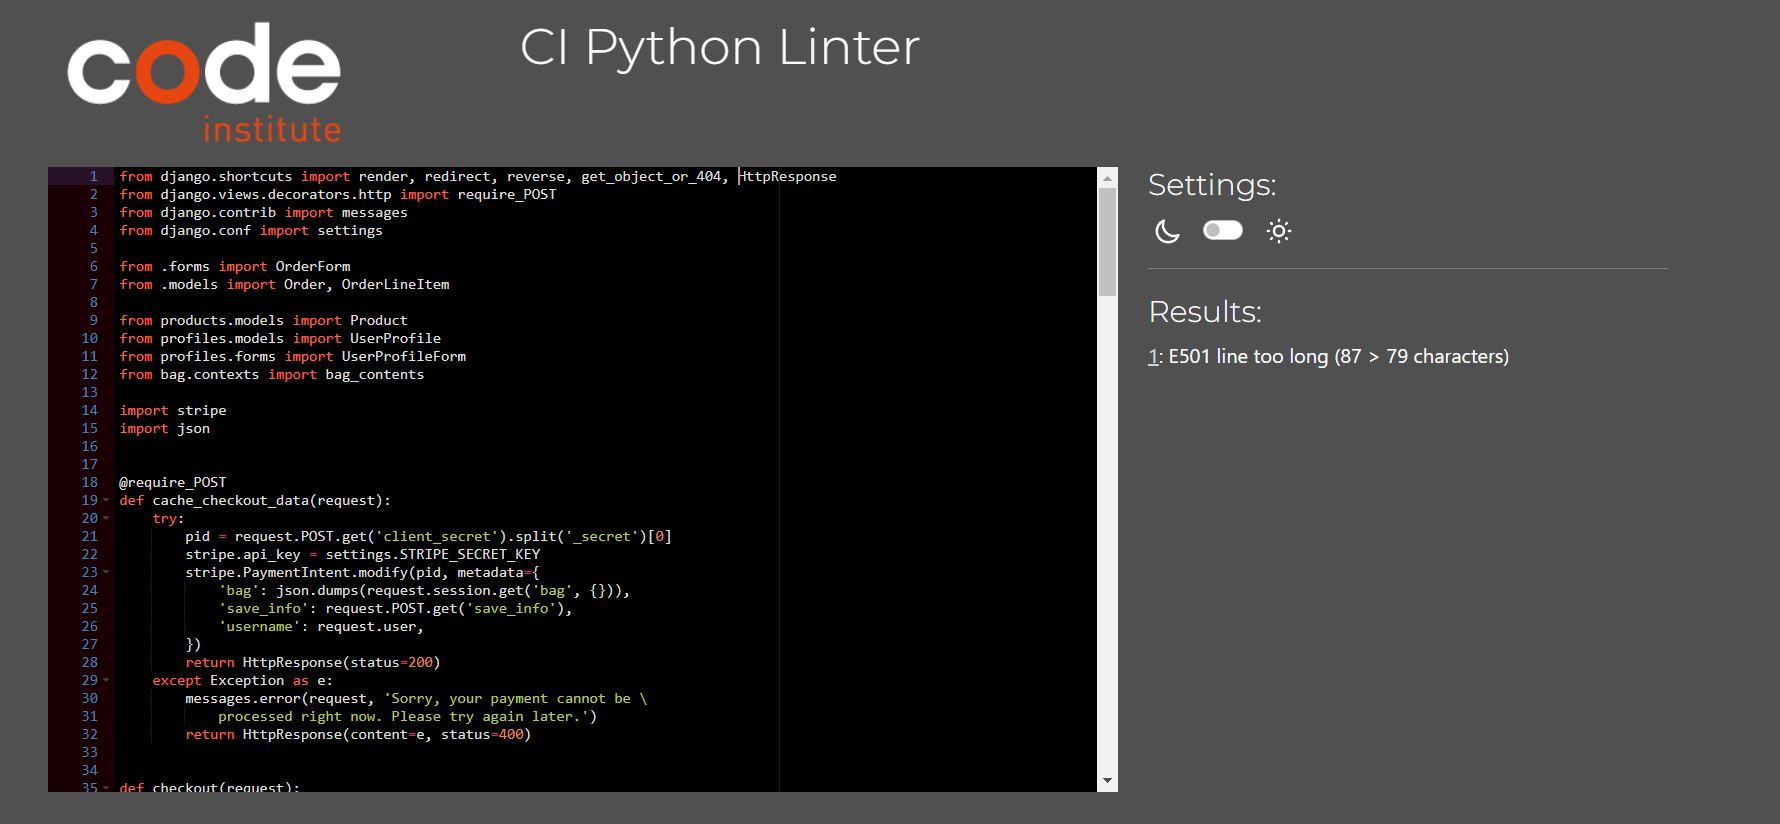 code
institute
CI Python Linter
1 from django.shortcuts import render, redirect, reverse, get_object_or_404, HttpResponse
2 from django.views.decorators.http import require_POST
3 from django.contrib import messages
4 from django.conf import settings
5
6 from .forms import OrderForm
7 from .models import Order, OrderLineItem
8
9 from products.models import Product
10 from profiles.models import UserProfile
11 from profiles.forms import UserProfileForm
12 from bag.contexts import bag_contents
13
14 import stripe
15 import json
16
17
18 @require_POST
19 def cache_checkout_data(request):
20     try:
21         pid = request.POST.get('client_secret').split('_secret')[0]
22         stripe.api_key = settings.STRIPE_SECRET_KEY
23         stripe.PaymentIntent.modify(pid, metadata={
24             'bag': json.dumps(request.session.get('bag', {})),
25             'save_info': request.POST.get('save_info'),
26             'username': request.user,
27         })
28         return HttpResponse(status=200)
29     except Exception as e:
30         messages.error(request, 'Sorry, your payment cannot be \
31             processed right now. Please try again later.')
32         return HttpResponse(content=e, status=400)
33
34
35 def checkout(request):
Settings:
Results:
1: E501 line too long (87 > 79 characters)